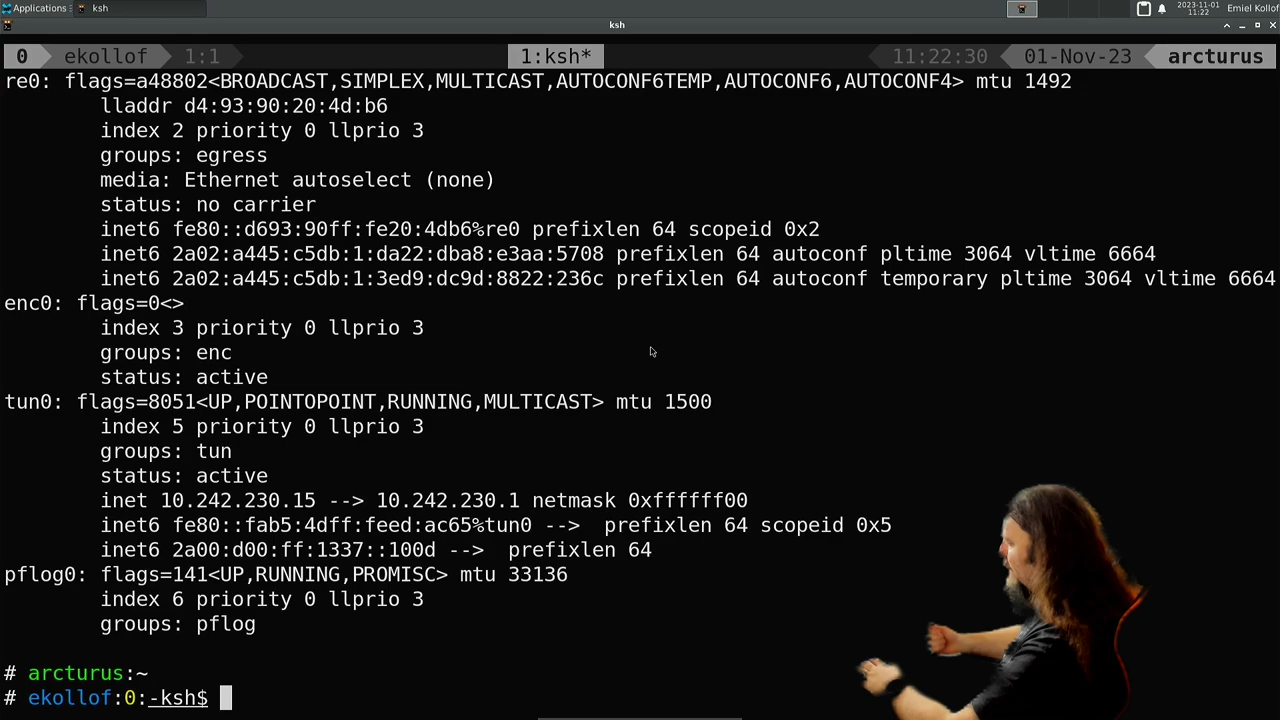 Applications
ksh
2023-11-01
11:22
Emiel Kollof
ksh
0 ekollof 1:1 1:ksh* 11:22:30 01-Nov-23 arcturus
re0: flags=a48802<BROADCAST,SIMPLEX,MULTICAST,AUTOCONF6TEMP,AUTOCONF6,AUTOCONF4> mtu 1492
lladdr d4:93:90:20:4d:b6
index 2 priority 0 llprio 3
groups: egress
media: Ethernet autoselect (none)
status: no carrier
inet6 fe80::d693:90ff:fe20:4db6%re0 prefixlen 64 scopeid 0x2
inet6 2a02:a445:c5db:1:da22:dba8:e3aa:5708 prefixlen 64 autoconf pltime 3064 vltime 6664
inet6 2a02:a445:c5db:1:3ed9:dc9d:8822:236c prefixlen 64 autoconf temporary pltime 3064 vltime 6664
enc0: flags=0<>
index 3 priority 0 llprio 3
groups: enc
status: active
tun0: flags=8051<UP,POINTOPOINT,RUNNING,MULTICAST> mtu 1500
index 5 priority 0 llprio 3
groups: tun
status: active
inet 10.242.230.15 --> 10.242.230.1 netmask 0xffffff00
inet6 fe80::fab5:4dff:feed:ac65%tun0 -->  prefixlen 64 scopeid 0x5
inet6 2a00:d00:ff:1337::100d -->  prefixlen 64
pflog0: flags=141<UP,RUNNING,PROMISC> mtu 33136
index 6 priority 0 llprio 3
groups: pflog
# arcturus:~
# ekollof:0:-ksh$